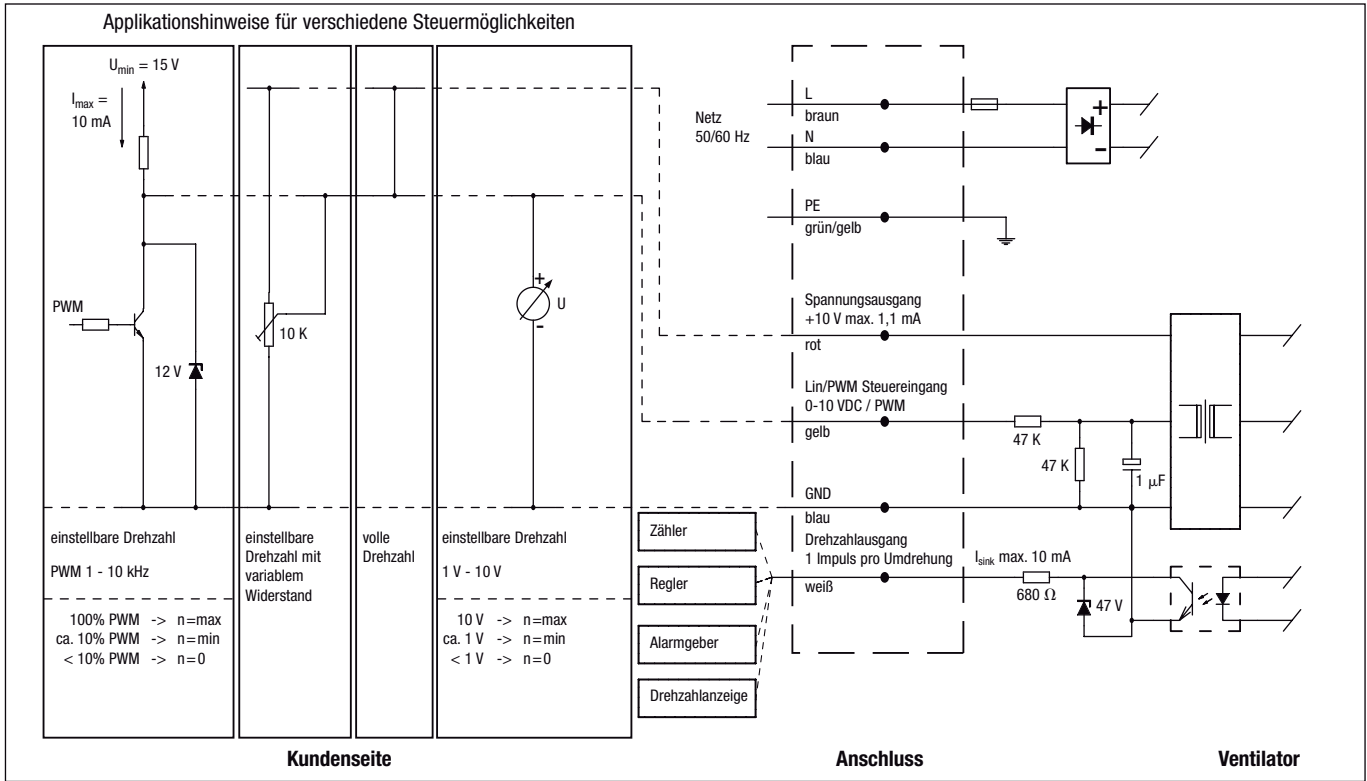 Applikationshinweise für verschiedene Steuermöglichkeiten
Umin = 15 V
Imax =
10 mA
PWM
12 V
10 K
+
U
-
einstellbare Drehzahl
PWM 1 - 10 kHz
100% PWM -> n=max
ca. 10% PWM -> n=min
< 10% PWM -> n=0
einstellbare
Drehzahl mit
variablem
Widerstand
volle
Drehzahl
einstellbare Drehzahl
1 V - 10 V
10 V -> n=max
ca. 1 V -> n=min
< 1 V -> n=0
Zähler
Regler
Alarmgeber
Drehzahlanzeige
Netz
50/60 Hz
L
braun
N
blau
PE
grün/gelb
Spannungsausgang
+10 V max. 1,1 mA
rot
Lin/PWM Steuereingang
0-10 VDC / PWM
gelb
GND
blau
Drehzahlausgang
1 Impuls pro Umdrehung
weiß
+
-
47 K
47 K
1 µF
Isink max. 10 mA
680 Ω
47 V
Kundenseite
Anschluss
Ventilator